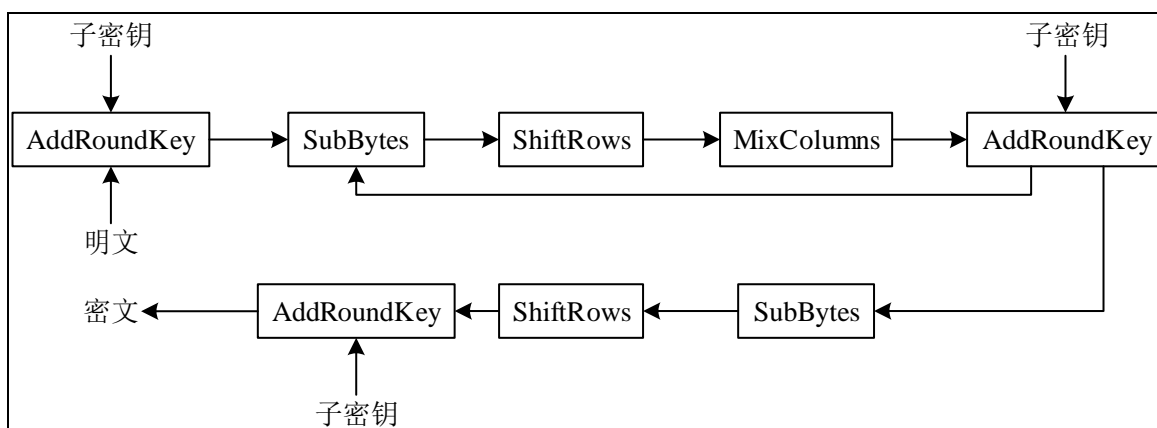 子密钥 子密钥
AddRoundKey SubBytes ShiftRows MixColumns AddRoundKey
明文
密文 AddRoundKey ShiftRows SubBytes
子密钥